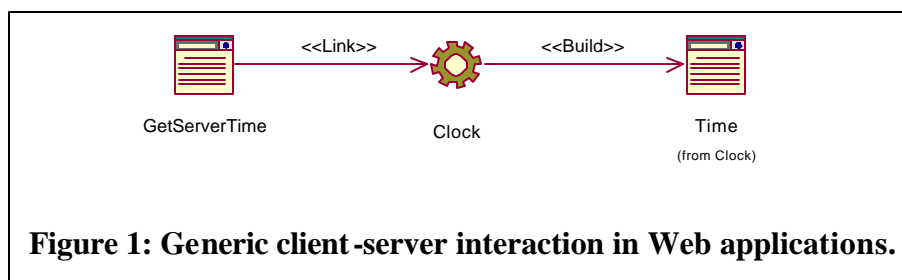 <<Link>> <<Build>>
GetServerTime Clock Time
(from Clock)
Figure 1: Generic client-server interaction in Web applications.